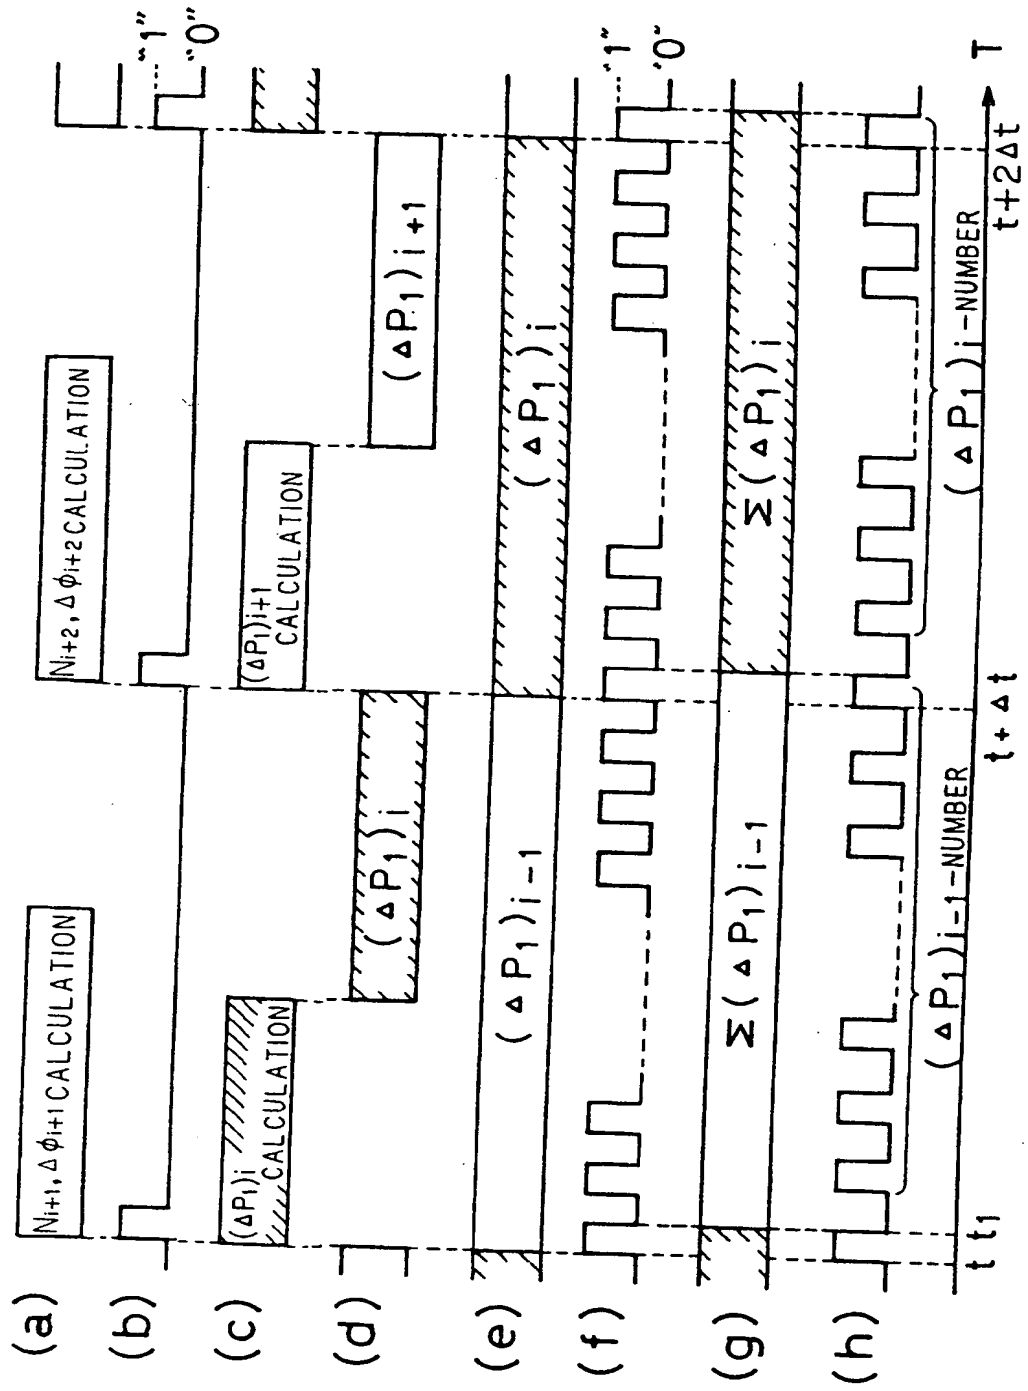 (a)
Ni+1, Δϕi+1 CALCULATION
Ni+2, Δϕi+2 CALCULATION
(b)
"1"
"0"
(c)
(ΔP1)i
CALCULATION
(ΔP1)i+1
CALCULATION
(d)
(ΔP1)i
(ΔP1)i+1
(e)
(ΔP1)i-1
(ΔP1)i
(f)
"1"
"0"
(g)
Σ(ΔP1)i-1
Σ(ΔP1)i
(h)
(ΔP1)i-1-NUMBER
(ΔP1)i-NUMBER
t t1 t+Δt t+2Δt T